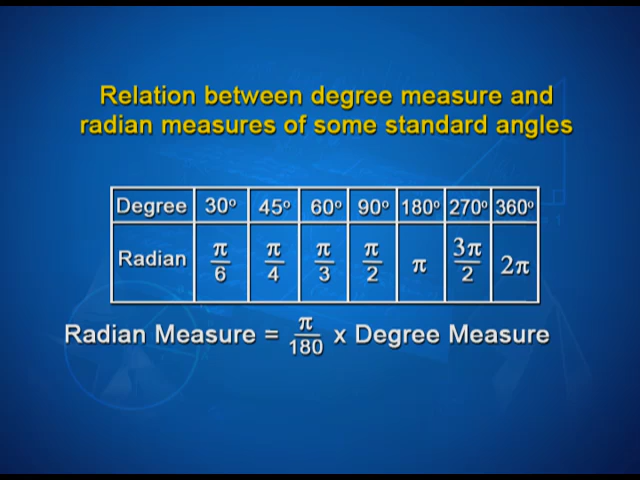 Relation between degree measure and
radian measures of some standard angles
Degree 30° 45° 60° 90° 180° 270° 360°
Radian π/6 π/4 π/3 π/2 π 3π/2 2π
Radian Measure = π/180 x Degree Measure